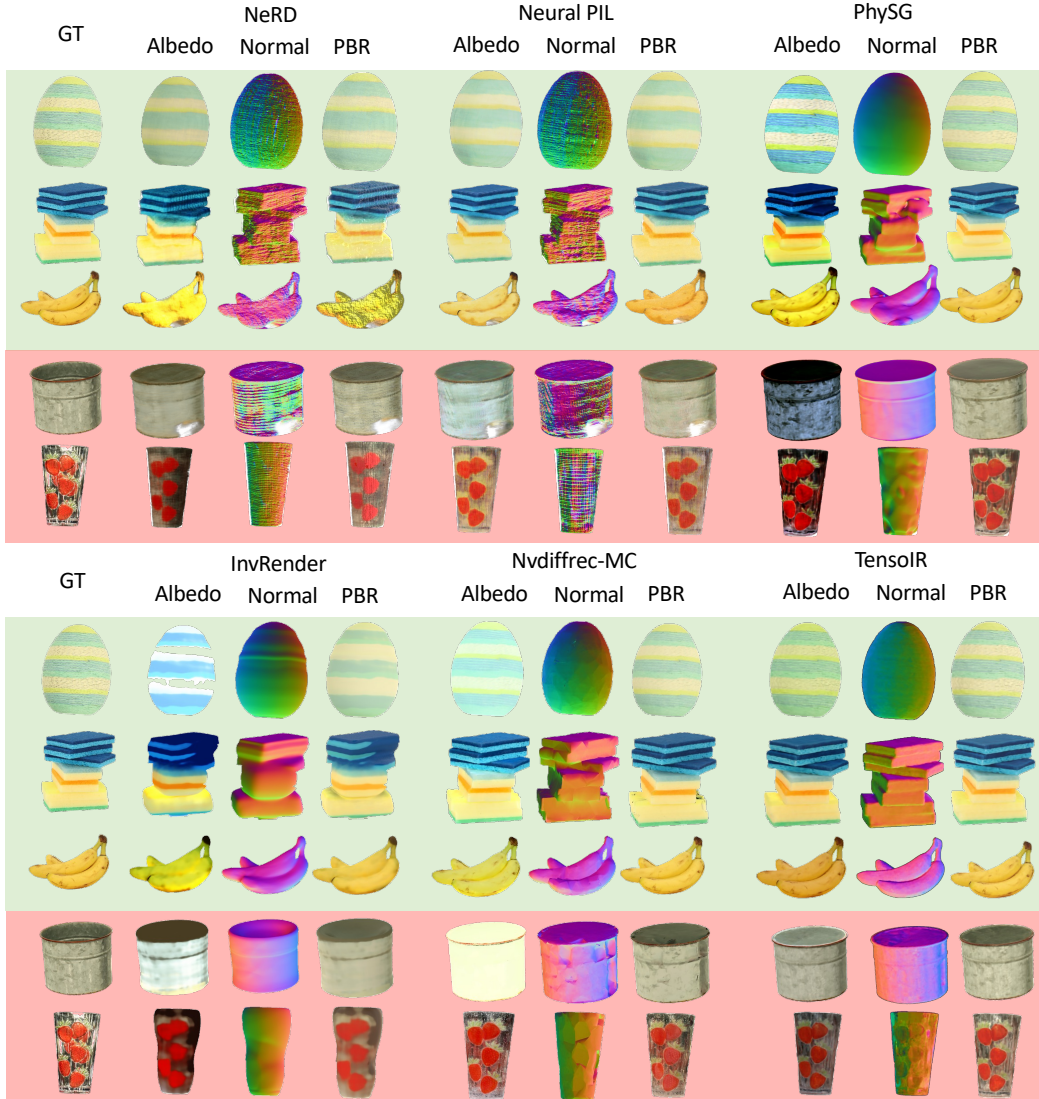 GT
NeRD
Neural PIL
PhySG
Albedo Normal PBR
Albedo Normal PBR
Albedo Normal PBR
GT
InvRender
Nvdiffrec-MC
TensoIR
Albedo Normal PBR
Albedo Normal PBR
Albedo Normal PBR